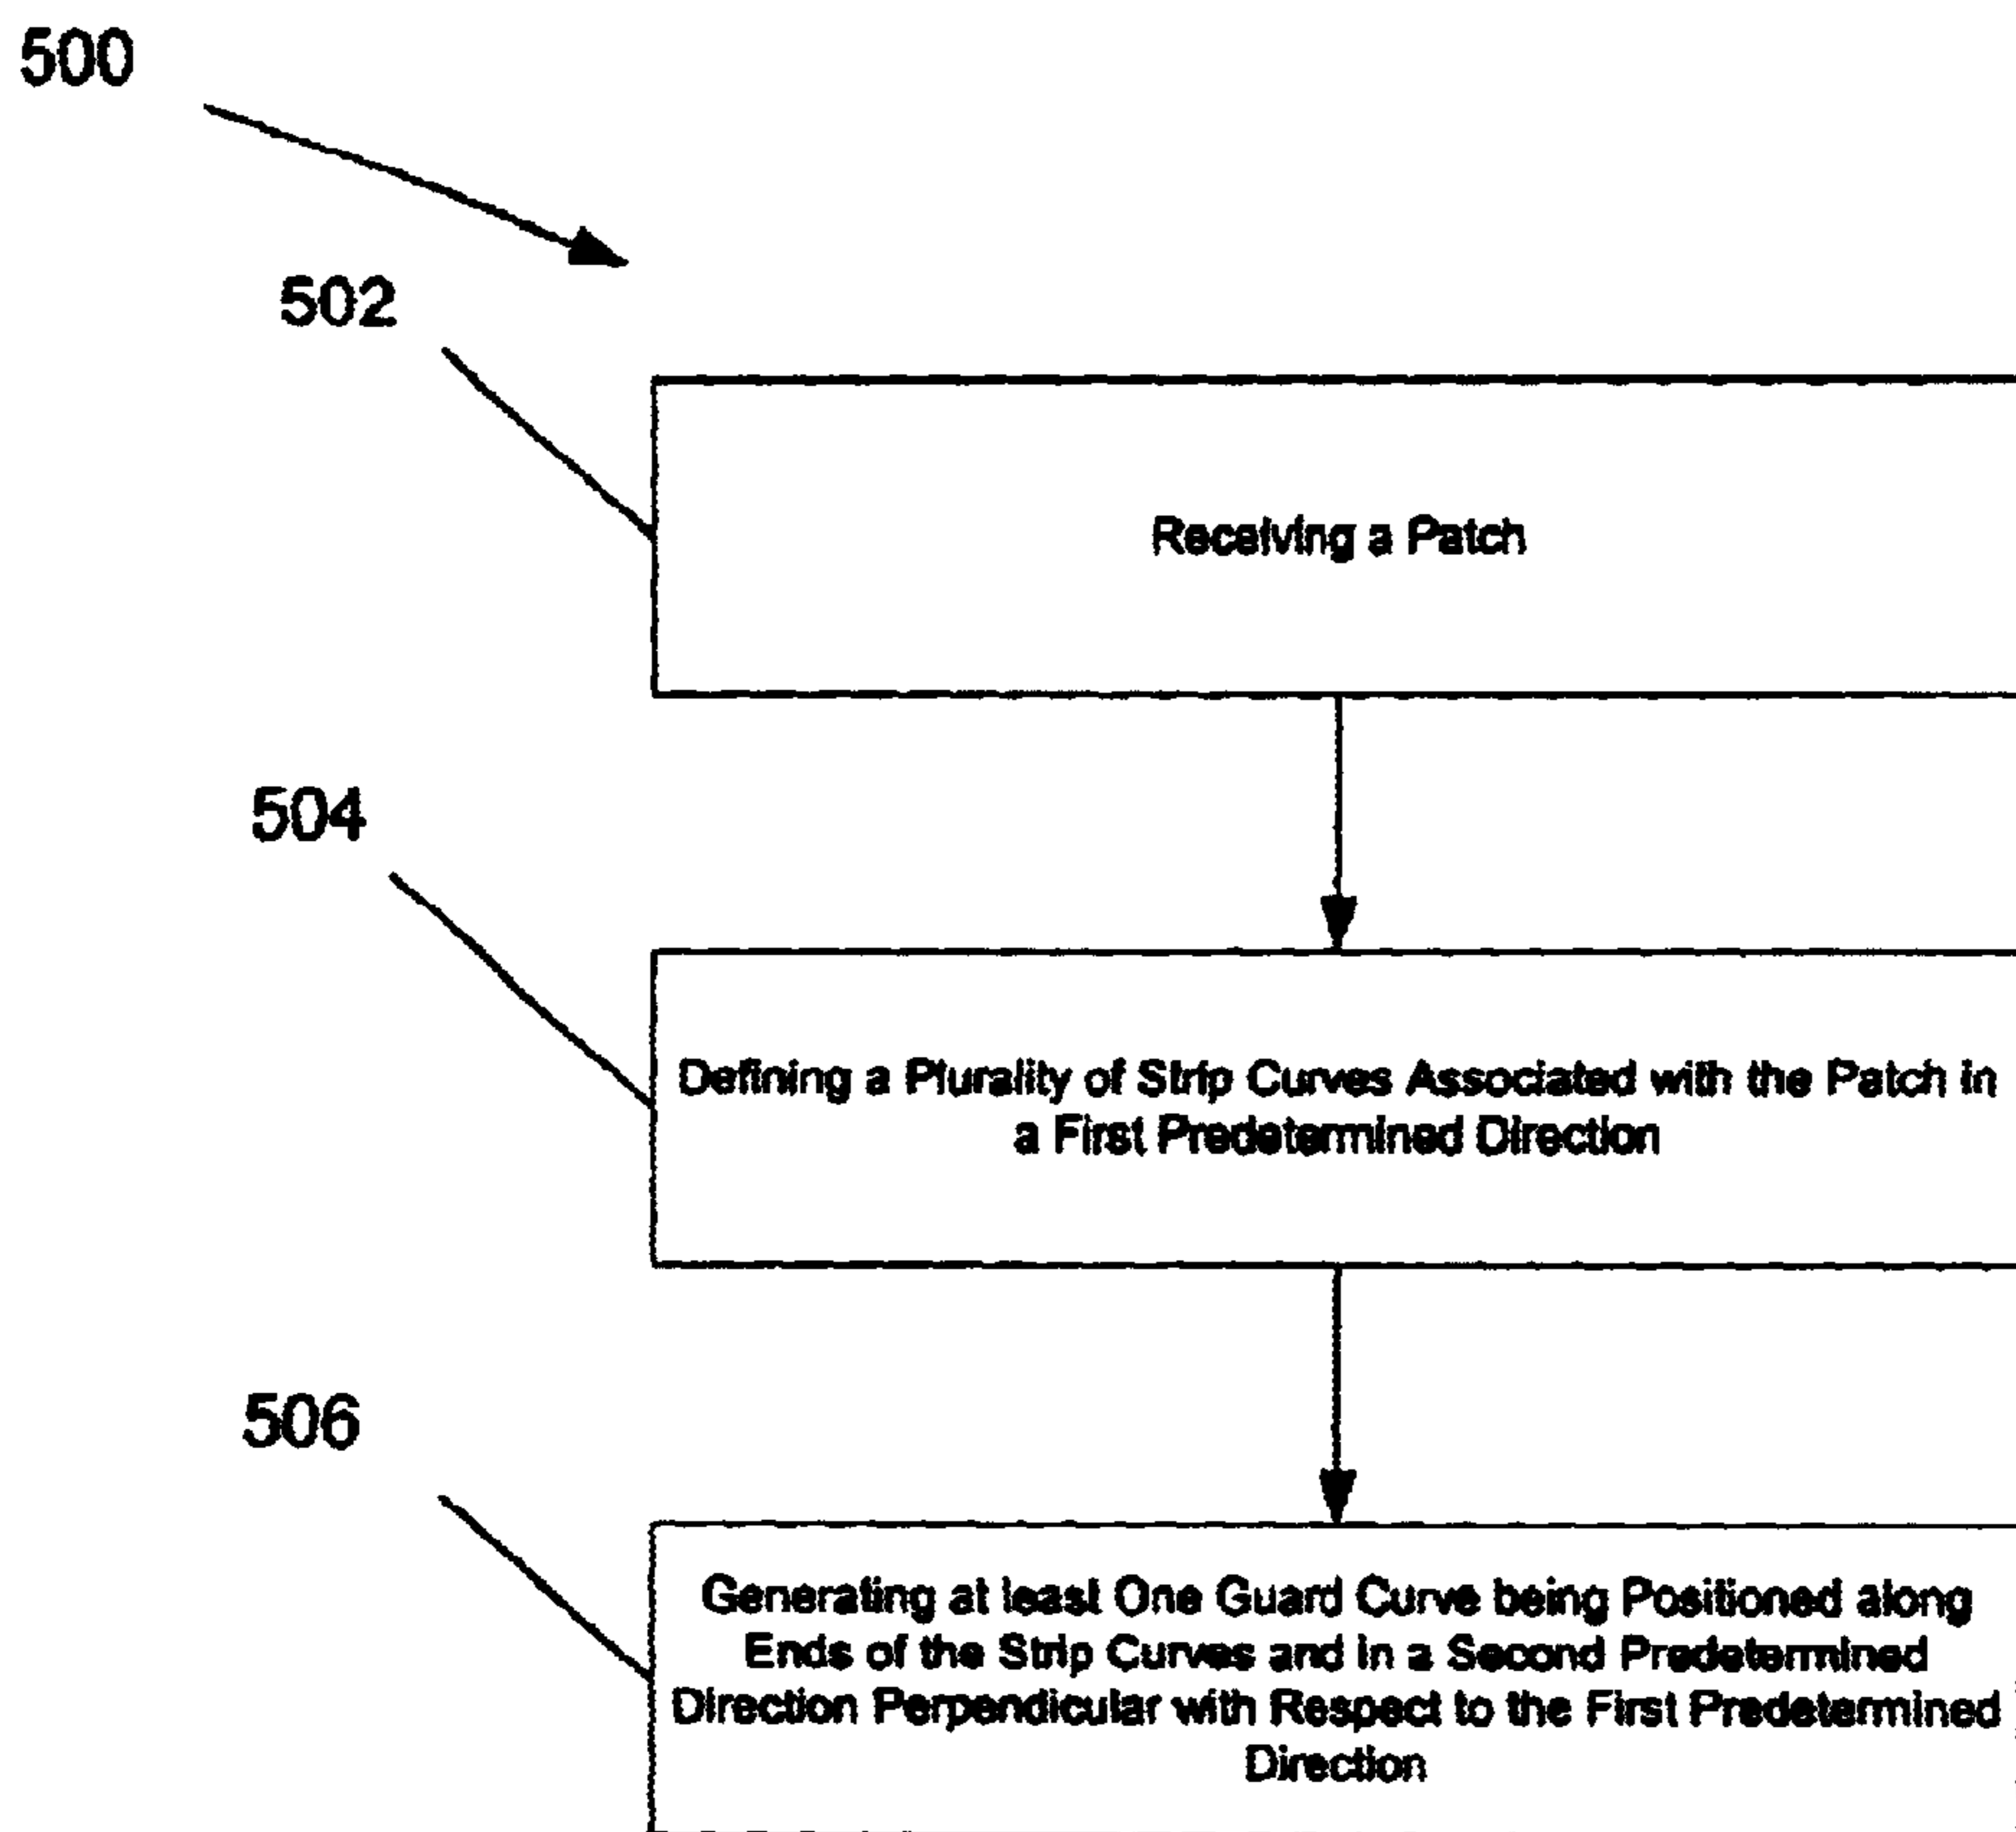 500
502
Receiving a Patch
504
Defining a Plurality of Strip Curves Associated with the Patch in
a First Predetermined Direction
506
Generating at least One Guard Curve being Positioned along
Ends of the Strip Curves and in a Second Predetermined
Direction Perpendicular with Respect to the First Predetermined
Direction